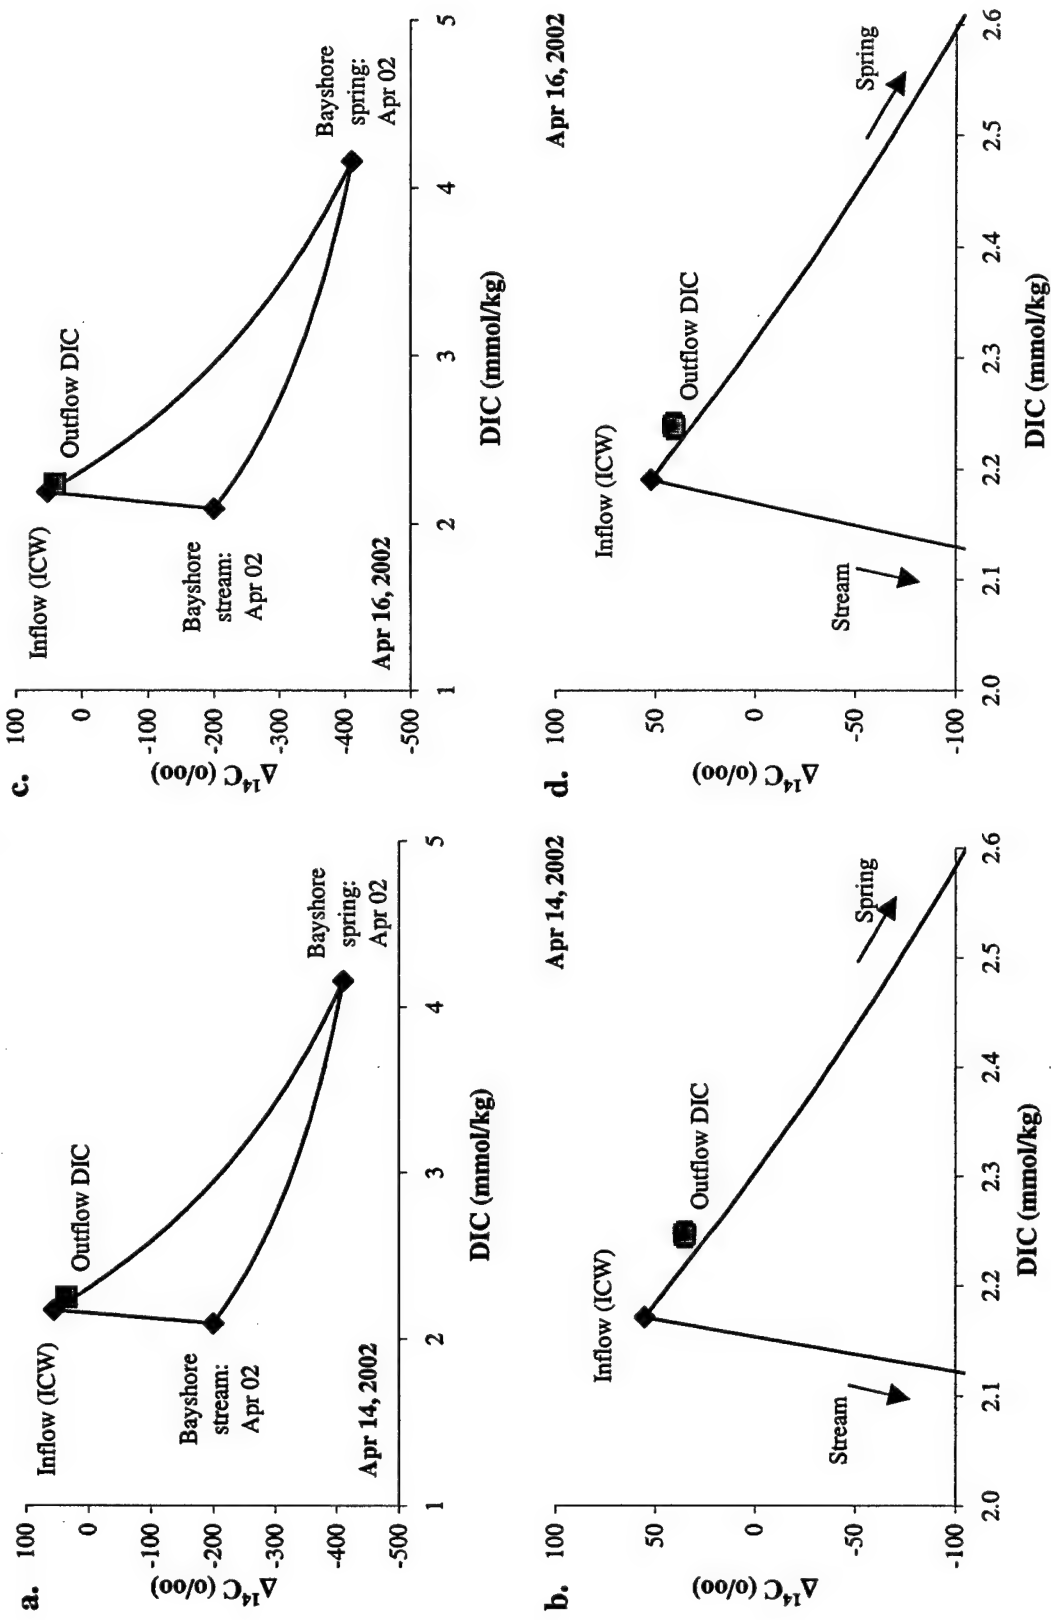 a.
100
0
-100
-200
-300
-400
-500
Δ¹⁴C (o/oo)
Inflow (ICW)
Outflow DIC
Bayshore
stream:
Apr 02
Bayshore
spring:
Apr 02
Apr 14, 2002
1
2
3
4
5
DIC (mmol/kg)
c.
100
0
-100
-200
-300
-400
-500
Δ¹⁴C (o/oo)
Inflow (ICW)
Outflow DIC
Bayshore
stream:
Apr 02
Bayshore
spring:
Apr 02
Apr 16, 2002
1
2
3
4
5
DIC (mmol/kg)
b.
100
50
0
-50
-100
Δ¹⁴C (o/oo)
Apr 14, 2002
Inflow (ICW)
Outflow DIC
Stream
Spring
2.0
2.1
2.2
2.3
2.4
2.5
2.6
DIC (mmol/kg)
d.
100
50
0
-50
-100
Δ¹⁴C (o/oo)
Apr 16, 2002
Inflow (ICW)
Outflow DIC
Stream
Spring
2.0
2.1
2.2
2.3
2.4
2.5
2.6
DIC (mmol/kg)